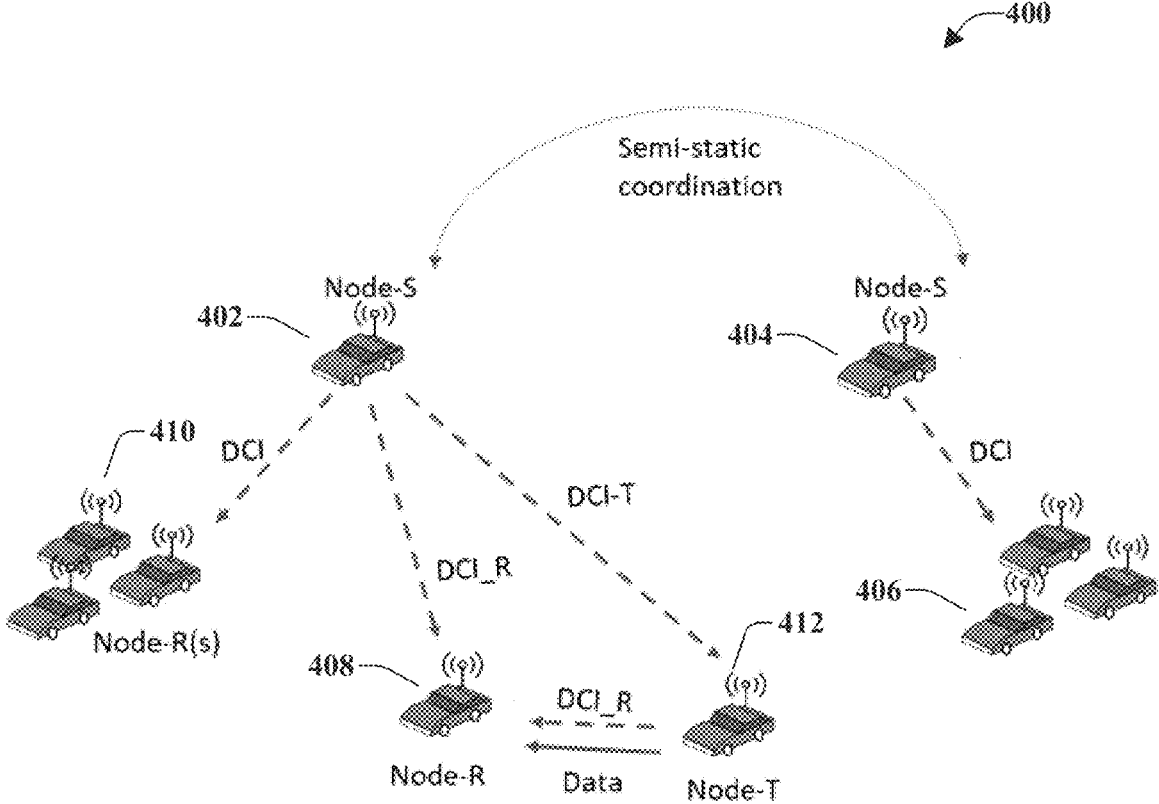 400
Semi-static
coordination
Node-S
Node-S
402
404
410
DCI
DCI
DCI-T
DCI_R
406
Node-R(s)
412
408
DCI_R
Node-R
Data
Node-T